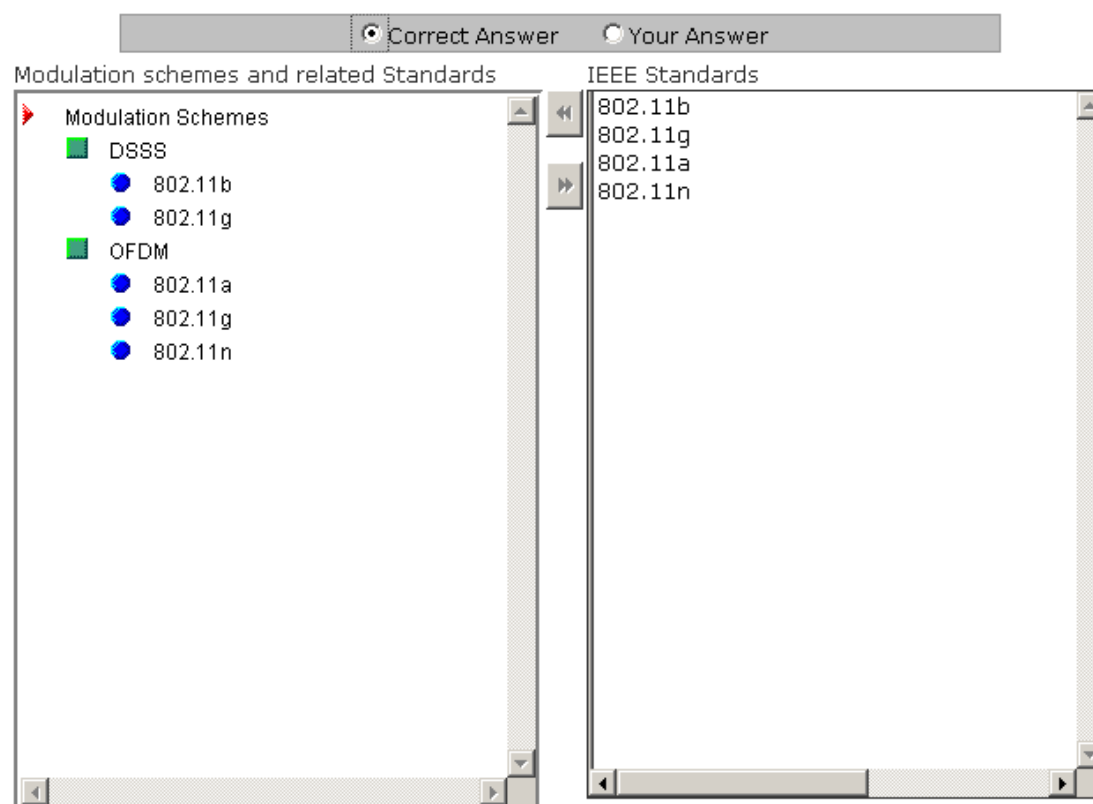 Correct Answer Your Answer
Modulation schemes and related Standards
Modulation Schemes
DSSS
802.11b
802.11g
OFDM
802.11a
802.11g
802.11n
IEEE Standards
802.11b
802.11g
802.11a
802.11n